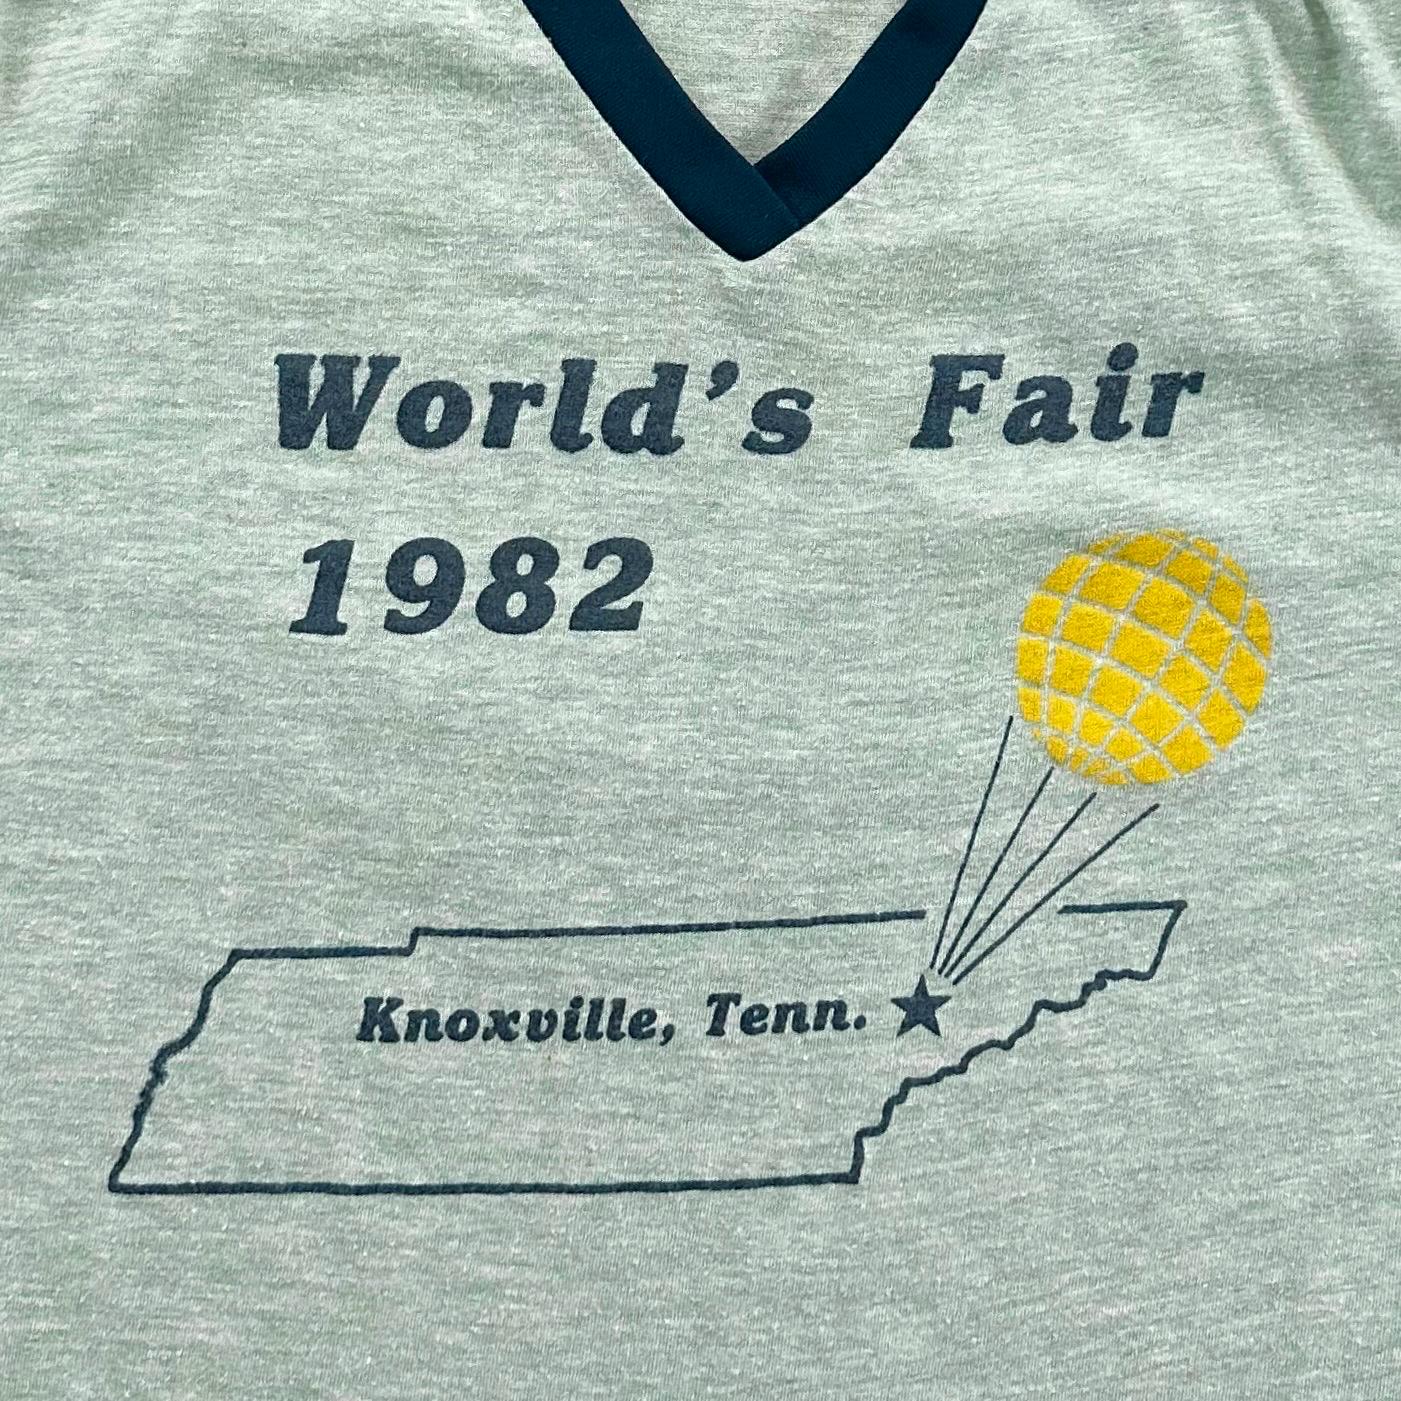 World's Fair
1982
Knoxville, Tenn.